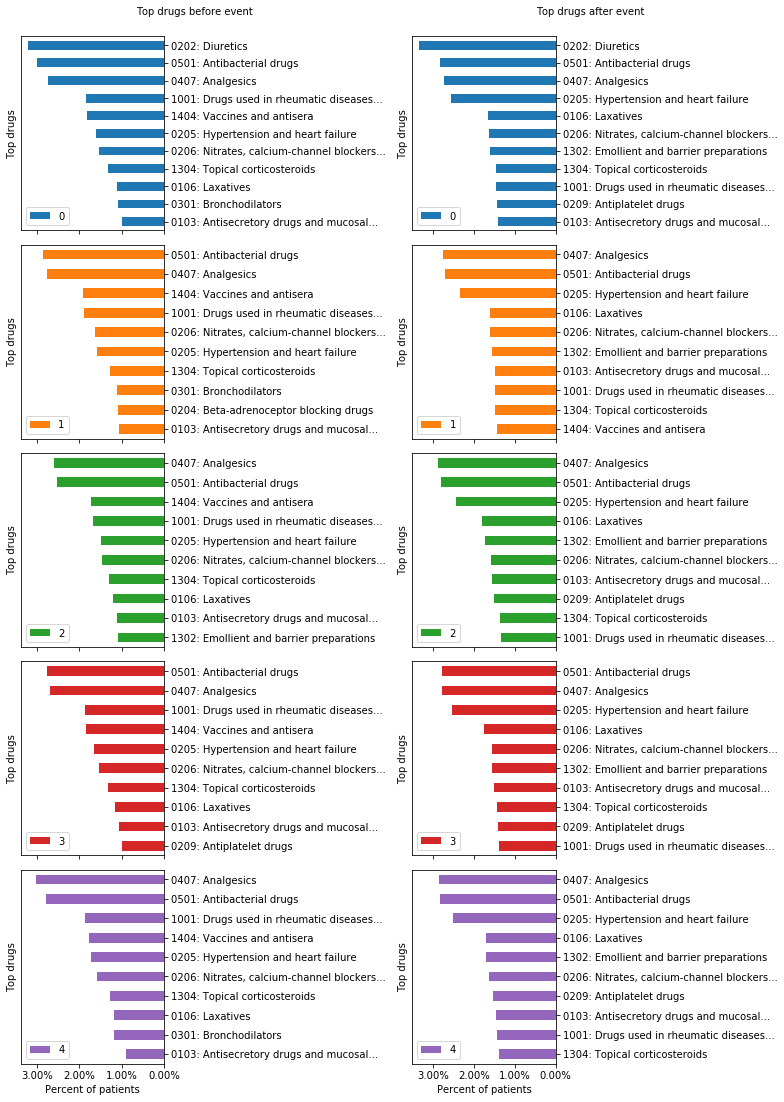 Top drugs before event
Top drugs
0202: Diuretics
0501: Antibacterial drugs
0407: Analgesics
1001: Drugs used in rheumatic diseases...
1404: Vaccines and antisera
0205: Hypertension and heart failure
0206: Nitrates, calcium-channel blockers...
1304: Topical corticosteroids
0106: Laxatives
0301: Bronchodilators
0103: Antisecretory drugs and mucosal...
0
Top drugs after event
Top drugs
0202: Diuretics
0501: Antibacterial drugs
0407: Analgesics
0205: Hypertension and heart failure
0106: Laxatives
0206: Nitrates, calcium-channel blockers...
1302: Emollient and barrier preparations
1304: Topical corticosteroids
1001: Drugs used in rheumatic diseases...
0209: Antiplatelet drugs
0103: Antisecretory drugs and mucosal...
0
Top drugs
0501: Antibacterial drugs
0407: Analgesics
1404: Vaccines and antisera
1001: Drugs used in rheumatic diseases...
0206: Nitrates, calcium-channel blockers...
0205: Hypertension and heart failure
1304: Topical corticosteroids
0301: Bronchodilators
0204: Beta-adrenoceptor blocking drugs
0103: Antisecretory drugs and mucosal...
1
Top drugs
0407: Analgesics
0501: Antibacterial drugs
0205: Hypertension and heart failure
0106: Laxatives
0206: Nitrates, calcium-channel blockers...
1302: Emollient and barrier preparations
0103: Antisecretory drugs and mucosal...
1001: Drugs used in rheumatic diseases...
1304: Topical corticosteroids
1404: Vaccines and antisera
1
Top drugs
0407: Analgesics
0501: Antibacterial drugs
1404: Vaccines and antisera
1001: Drugs used in rheumatic diseases...
0205: Hypertension and heart failure
0206: Nitrates, calcium-channel blockers...
1304: Topical corticosteroids
0106: Laxatives
0103: Antisecretory drugs and mucosal...
1302: Emollient and barrier preparations
2
Top drugs
0407: Analgesics
0501: Antibacterial drugs
0205: Hypertension and heart failure
0106: Laxatives
1302: Emollient and barrier preparations
0206: Nitrates, calcium-channel blockers...
0103: Antisecretory drugs and mucosal...
0209: Antiplatelet drugs
1304: Topical corticosteroids
1001: Drugs used in rheumatic diseases...
2
Top drugs
0501: Antibacterial drugs
0407: Analgesics
1001: Drugs used in rheumatic diseases...
1404: Vaccines and antisera
0205: Hypertension and heart failure
0206: Nitrates, calcium-channel blockers...
1304: Topical corticosteroids
0106: Laxatives
0103: Antisecretory drugs and mucosal...
0209: Antiplatelet drugs
3
Top drugs
0501: Antibacterial drugs
0407: Analgesics
0205: Hypertension and heart failure
0106: Laxatives
0206: Nitrates, calcium-channel blockers...
1302: Emollient and barrier preparations
0103: Antisecretory drugs and mucosal...
1304: Topical corticosteroids
0209: Antiplatelet drugs
1001: Drugs used in rheumatic diseases...
3
Top drugs
0407: Analgesics
0501: Antibacterial drugs
1001: Drugs used in rheumatic diseases...
1404: Vaccines and antisera
0205: Hypertension and heart failure
0206: Nitrates, calcium-channel blockers...
1304: Topical corticosteroids
0106: Laxatives
0301: Bronchodilators
0103: Antisecretory drugs and mucosal...
4
3.00% 2.00% 1.00% 0.00%
Percent of patients
Top drugs
0407: Analgesics
0501: Antibacterial drugs
0205: Hypertension and heart failure
0106: Laxatives
1302: Emollient and barrier preparations
0206: Nitrates, calcium-channel blockers...
0209: Antiplatelet drugs
0103: Antisecretory drugs and mucosal...
1001: Drugs used in rheumatic diseases...
1304: Topical corticosteroids
4
3.00% 2.00% 1.00% 0.00%
Percent of patients